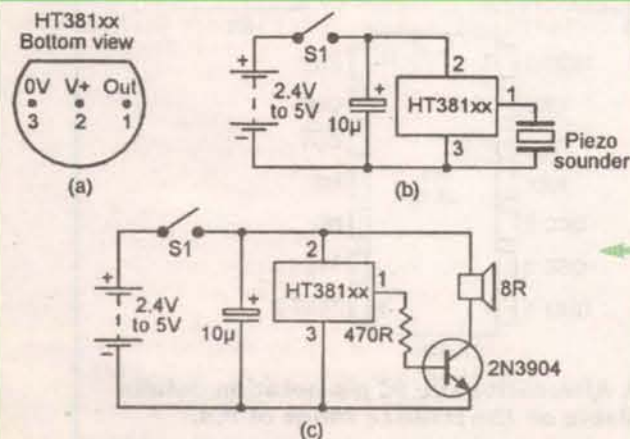 HT381xx
Bottom view
0V V+ Out
3 2 1
(a)
S1
+
2.4V
to 5V
-
+
10µ
2
HT381xx
1
3
Piezo
sounder
(b)
S1
+
2.4V
to 5V
-
+
10µ
2
HT381xx
1
3
470R
8R
2N3904
(c)